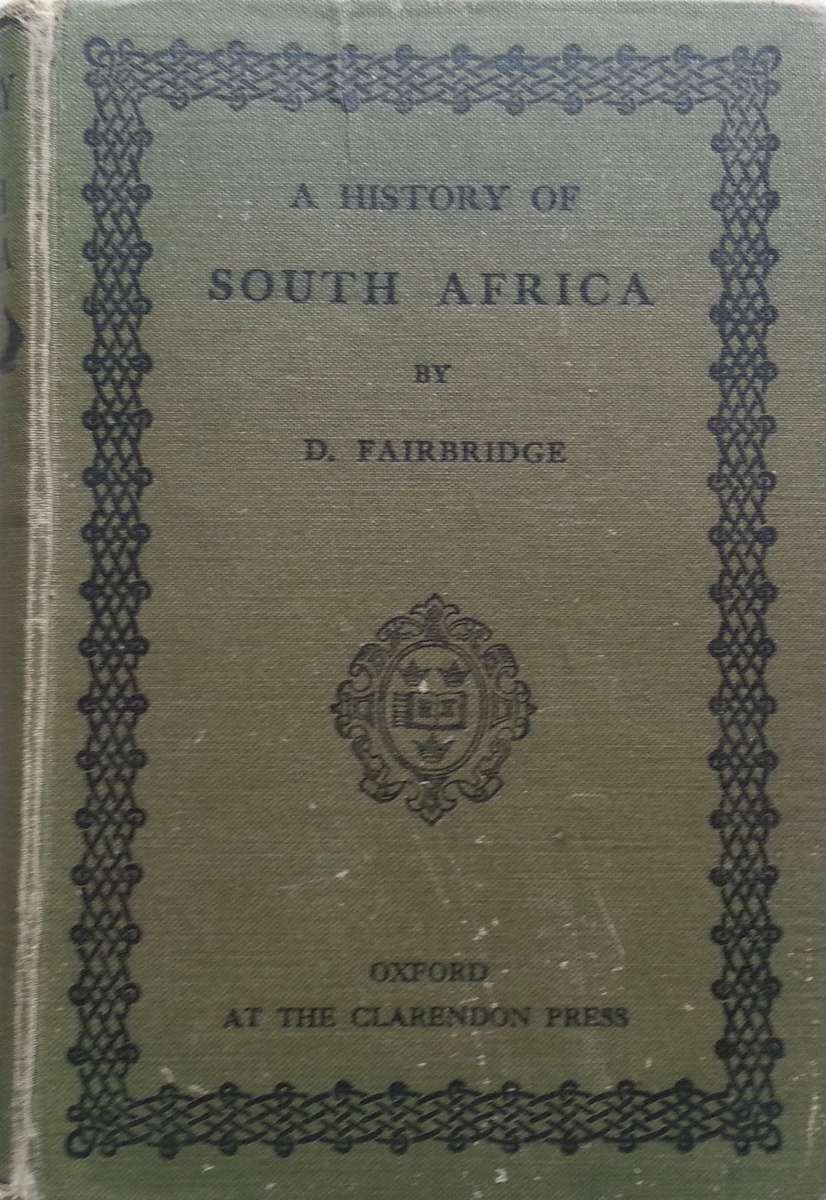 A HISTORY OF
SOUTH AFRICA
BY
D. FAIRBRIDGE
OXFORD
AT THE CLARENDON PRESS